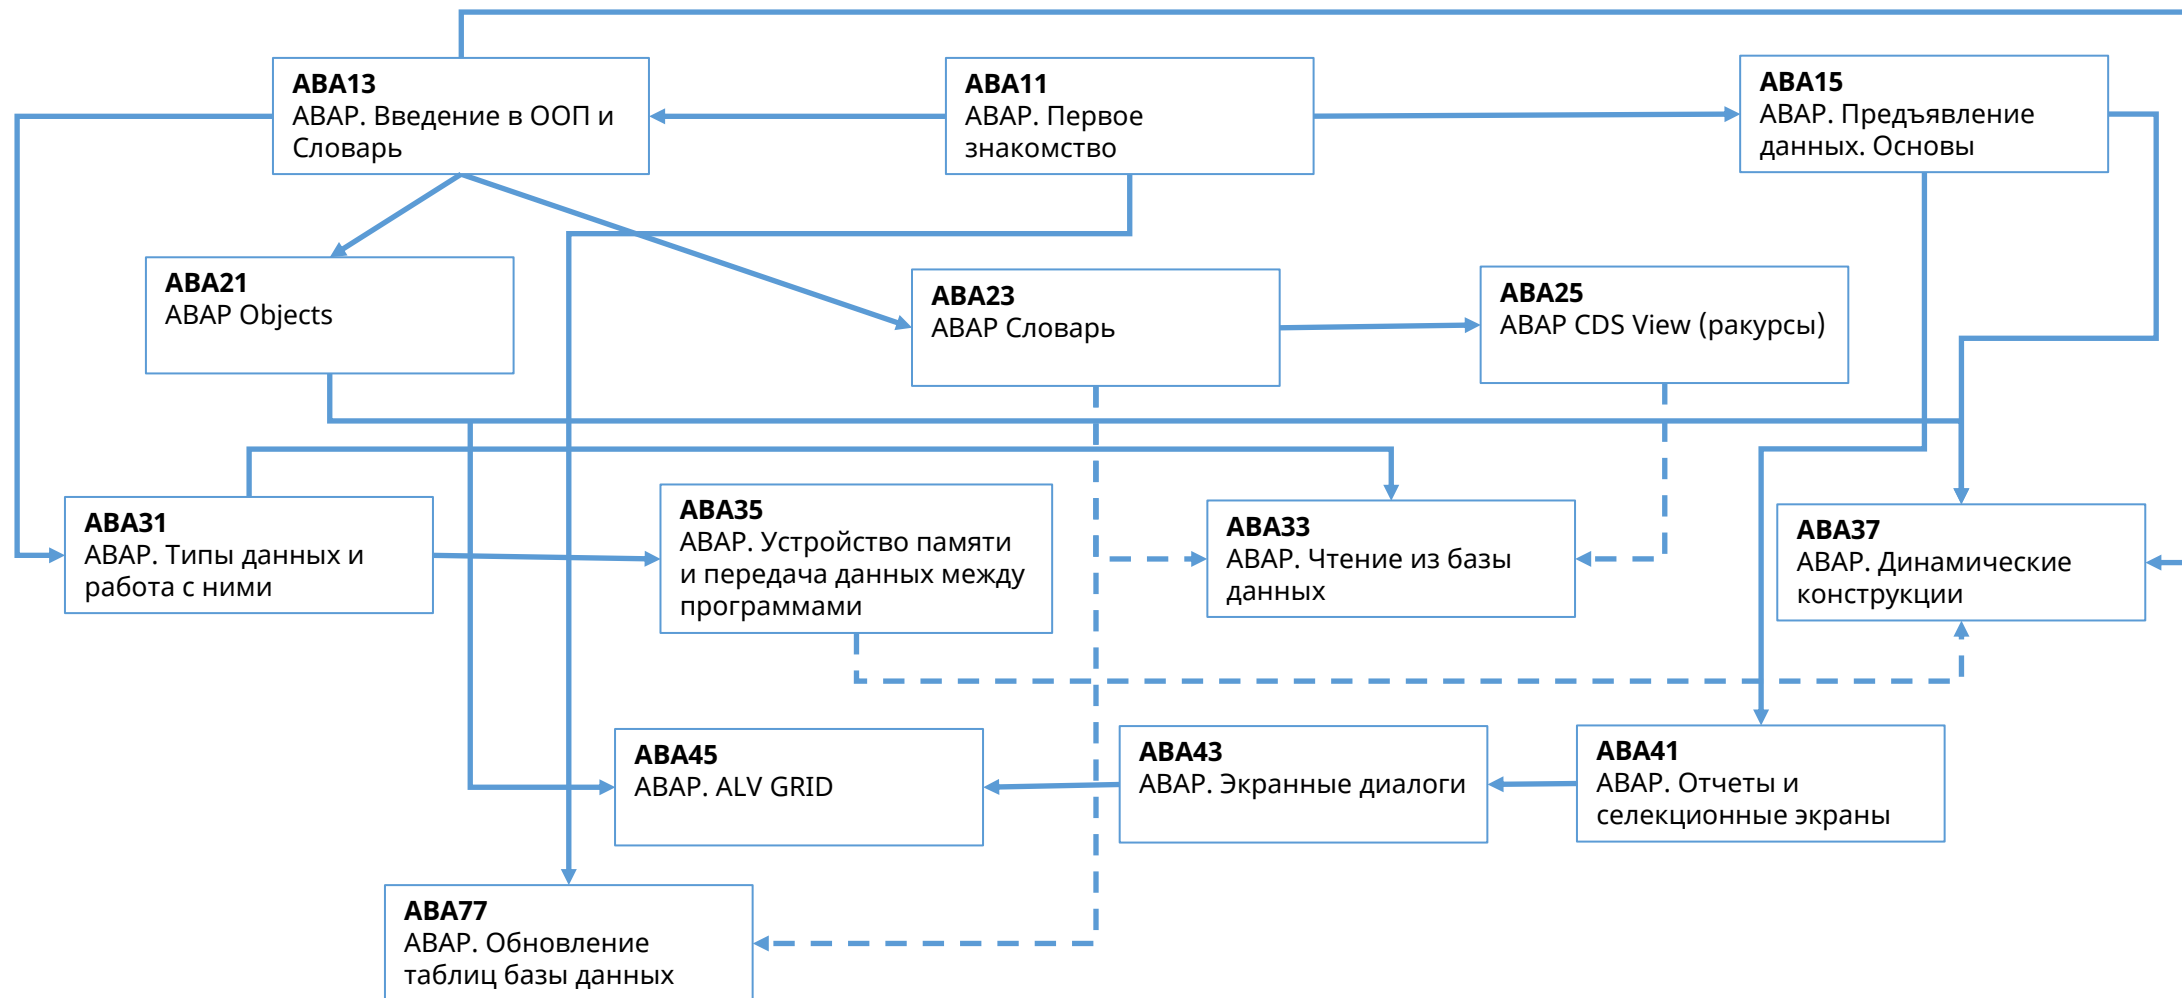 ABA13
ABAP. Введение в ООП и
Словарь
ABA11
ABAP. Первое
знакомство
ABA15
ABAP. Предъявление
данных. Основы
ABA21
ABAP Objects
ABA23
ABAP Словарь
ABA25
ABAP CDS View (ракурсы)
ABA31
ABAP. Типы данных и
работа с ними
ABA35
ABAP. Устройство памяти
и передача данных между
программами
ABA33
ABAP. Чтение из базы
данных
ABA37
ABAP. Динамические
конструкции
ABA45
ABAP. ALV GRID
ABA43
ABAP. Экранные диалоги
ABA41
ABAP. Отчеты и
селекционные экраны
ABA77
ABAP. Обновление
таблиц базы данных